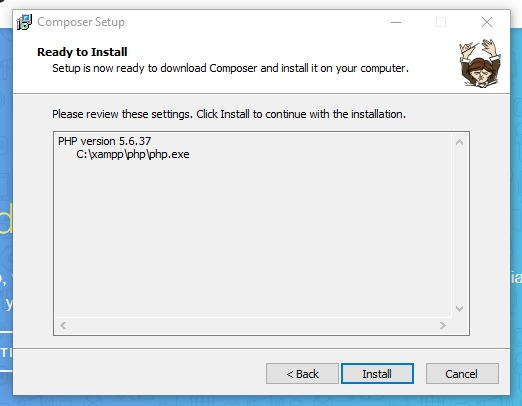 Composer Setup
Ready to Install
Setup is now ready to download Composer and install it on your computer.
Please review these settings. Click Install to continue with the installation.
PHP version 5.6.37
C:\xampp\php\php.exe
< Back
Install
Cancel